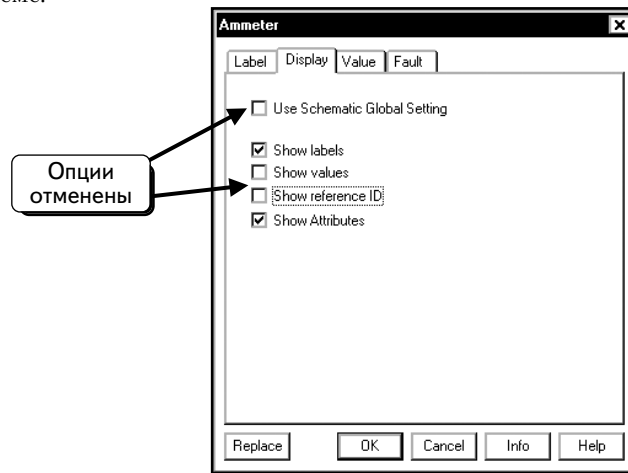 Ammeter
Label Display Value Fault
Use Schematic Global Setting
Show labels
Show values
Show reference ID
Show Attributes
Опции
отменены
Replace OK Cancel Info Help